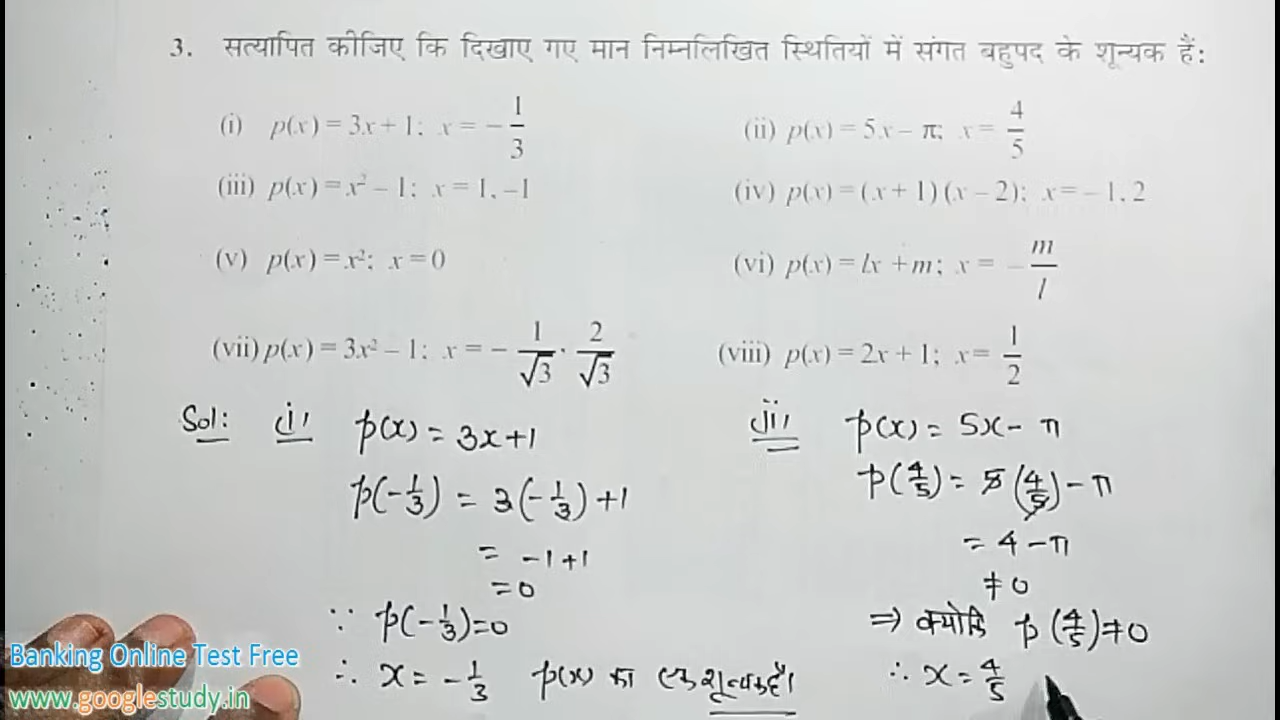 3. सत्यापित कीजिए कि दिखाए गए मान निम्नलिखित स्थितियों में संगत बहुपद के शून्यक हैं:
(i) p(x) = 3x + 1; x = -1/3 (ii) p(x) = 5x – π; x = 4/5
(iii) p(x) = x² – 1; x = 1, –1 (iv) p(x) = (x + 1) (x – 2); x = – 1, 2
(v) p(x) = x²; x = 0 (vi) p(x) = lx + m; x = – m/l
(vii) p(x) = 3x² – 1; x = – 1/√3, 2/√3 (viii) p(x) = 2x + 1; x = 1/2
Sol: (i) p(x) = 3x+1
p(-1/3) = 3(-1/3)+1
= -1+1
=0
∵ p(-1/3)=0
∴ x = -1/3 p(x) का एक शून्यक है।
(ii) p(x) = 5x - π
p(4/5) = 5(4/5) - π
= 4 - π
≠ 0
⇒ क्योंकि p(4/5) ≠ 0
∴ x = 4/5
Banking Online Test Free
www.googlestudy.in